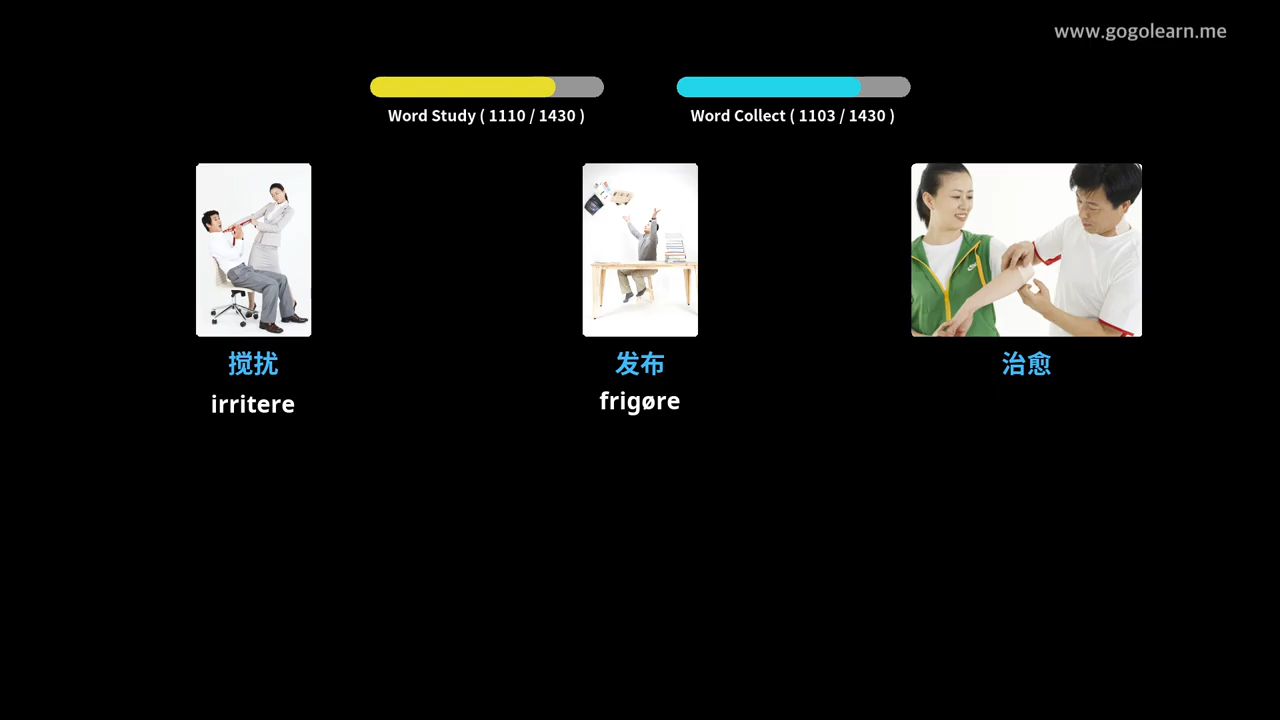 www.gogolearn.me
Word Study ( 1110 / 1430 )
Word Collect ( 1103 / 1430 )
搅扰
发布
治愈
irritere
frigøre